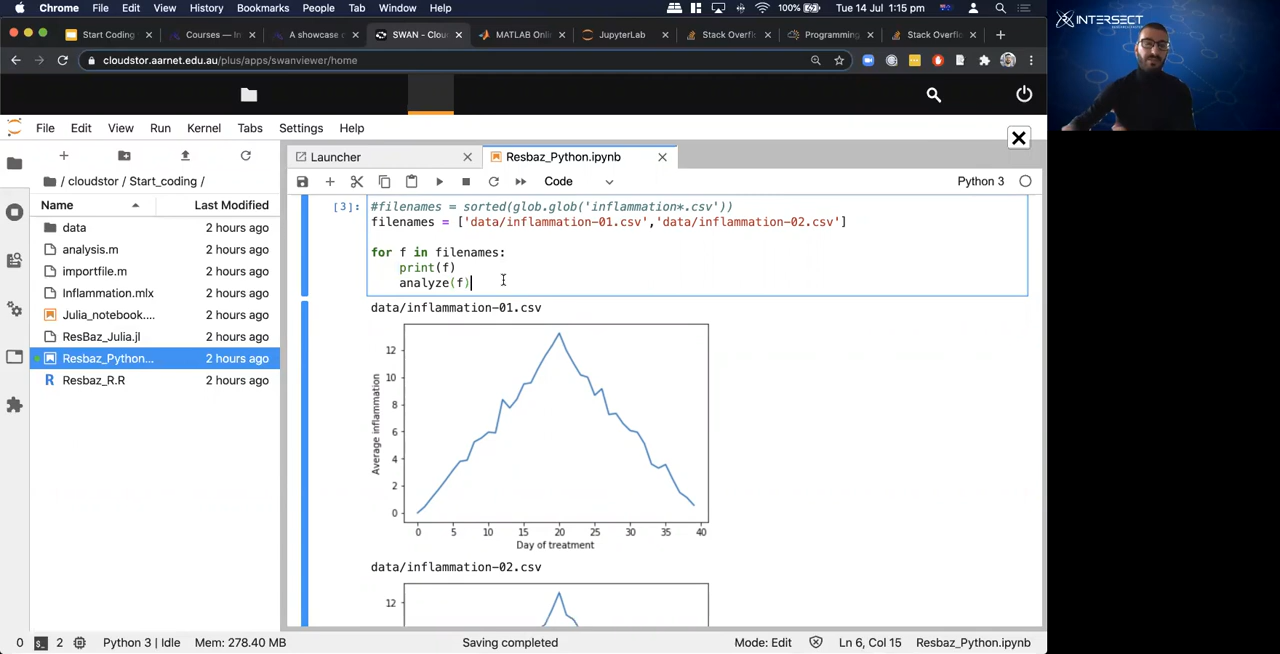 Chrome File Edit View History Bookmarks People Tab Window Help 100% Tue 14 Jul 1:15 pm
Start Coding Courses — In A showcase o SWAN - Clou MATLAB Onli JupyterLab Stack Overfl Programming Stack Overfl
cloudstor.aarnet.edu.au/plus/apps/swanviewer/home
INTERSECT
File Edit View Run Kernel Tabs Settings Help
Launcher Resbaz_Python.ipynb
/ cloudstor / Start_coding /
Code Python 3
Name Last Modified
data 2 hours ago
analysis.m 2 hours ago
importfile.m 2 hours ago
Inflammation.mlx 2 hours ago
Julia_notebook.... 2 hours ago
ResBaz_Julia.jl 2 hours ago
Resbaz_Python... 2 hours ago
R Resbaz_R.R 2 hours ago
[3]: #filenames = sorted(glob.glob('inflammation*.csv'))
filenames = ['data/inflammation-01.csv','data/inflammation-02.csv']
for f in filenames:
print(f)
analyze(f)
data/inflammation-01.csv
12
10
8
6
4
2
0
Average inflammation
0 5 10 15 20 25 30 35 40
Day of treatment
data/inflammation-02.csv
12
0 2 Python 3 | Idle Mem: 278.40 MB Saving completed Mode: Edit Ln 6, Col 15 Resbaz_Python.ipynb